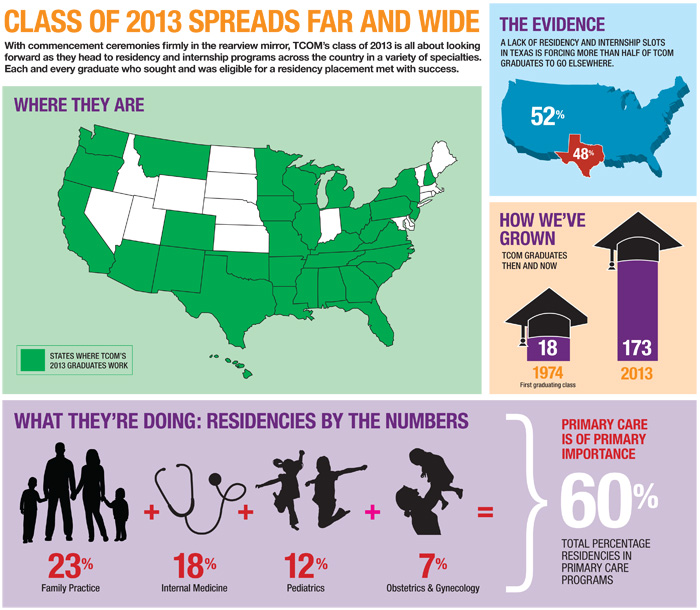 CLASS OF 2013 SPREADS FAR AND WIDE
With commencement ceremonies firmly in the rearview mirror, TCOM's class of 2013 is all about looking
forward as they head to residency and internship programs across the country in a variety of specialties.
Each and every graduate who sought and was eligible for a residency placement met with success.
WHERE THEY ARE
STATES WHERE TCOM'S
2013 GRADUATES WORK
THE EVIDENCE
A LACK OF RESIDENCY AND INTERNSHIP SLOTS
IN TEXAS IS FORCING MORE THAN HALF OF TCOM
GRADUATES TO GO ELSEWHERE.
52%
48%
HOW WE'VE
GROWN
TCOM GRADUATES
THEN AND NOW
18
173
1974
2013
First graduating class
WHAT THEY'RE DOING: RESIDENCIES BY THE NUMBERS
+ + + =
23% 18% 12% 7%
Family Practice Internal Medicine Pediatrics Obstetrics & Gynecology
PRIMARY CARE
IS OF PRIMARY
IMPORTANCE
60%
TOTAL PERCENTAGE
RESIDENCIES IN
PRIMARY CARE
PROGRAMS